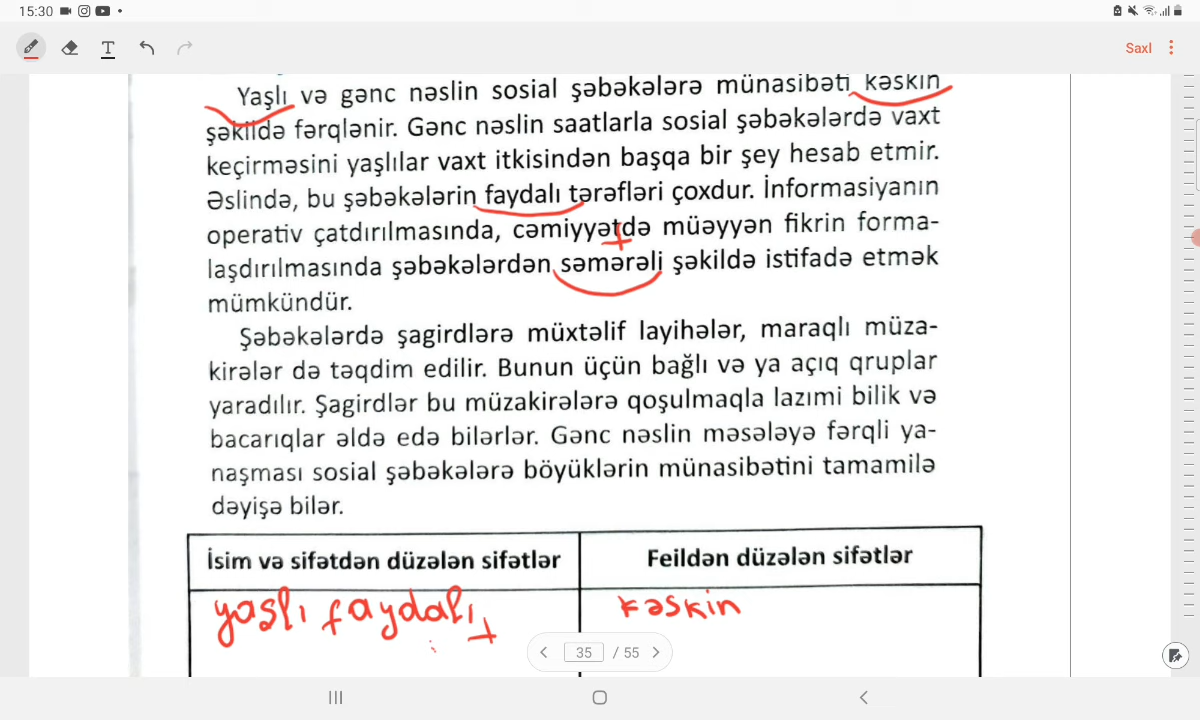 15:30
T
Saxl
Yaşlı və gənc nəslin sosial şəbəkələrə münasibəti kəskin
şəkildə fərqlənir. Gənc nəslin saatlarla sosial şəbəkələrdə vaxt
keçirməsini yaşlılar vaxt itkisindən başqa bir şey hesab etmir.
Əslində, bu şəbəkələrin faydalı tərəfləri çoxdur. İnformasiyanın
operativ çatdırılmasında, cəmiyyətdə müəyyən fikrin forma-
laşdırılmasında şəbəkələrdən səmərəli şəkildə istifadə etmək
mümkündür.
Şəbəkələrdə şagirdlərə müxtəlif layihələr, maraqlı müza-
kirələr də təqdim edilir. Bunun üçün bağlı və ya açıq qruplar
yaradılır. Şagirdlər bu müzakirələrə qoşulmaqla lazımi bilik və
bacarıqlar əldə edə bilərlər. Gənc nəslin məsələyə fərqli ya-
naşması sosial şəbəkələrə böyüklərin münasibətini tamamilə
dəyişə bilər.
İsim və sifətdən düzələn sifətlər
Feildən düzələn sifətlər
yaşlı faydalı
kəskin
35 / 55